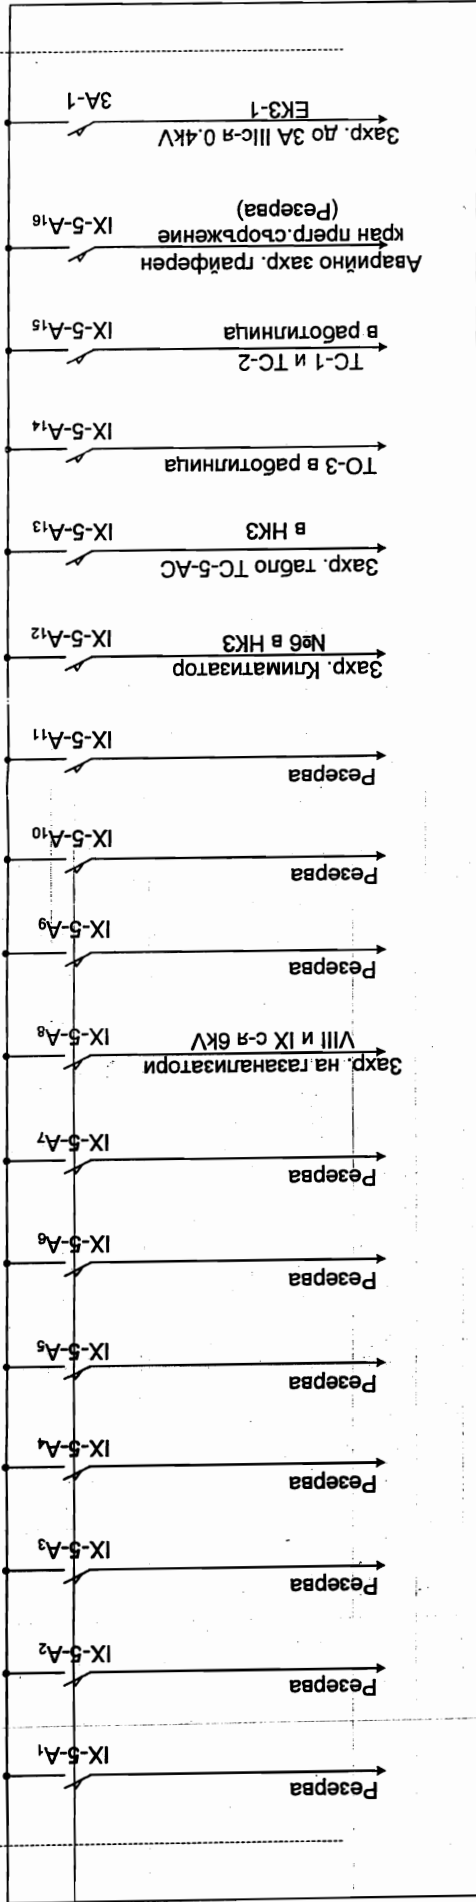 Резерва
IX-5-A₁
Резерва
IX-5-A₂
Резерва
IX-5-A₃
Резерва
IX-5-A₄
Резерва
IX-5-A₅
Резерва
IX-5-A₆
Резерва
IX-5-A₇
Захр. на газанализатори
VIII и IX с-я 6kV
IX-5-A₈
Резерва
IX-5-A₉
Резерва
IX-5-A₁₀
Резерва
IX-5-A₁₁
Захр. Климатизатор
№6 в НКЗ
IX-5-A₁₂
Захр. табло ТС-5-АС
в НКЗ
IX-5-A₁₃
ТО-3 в работилница
IX-5-A₁₄
ТС-1 и ТС-2
в работилница
IX-5-A₁₅
Аварийно захр. грайферен
кран прегр.сьорьжение
(Резерва)
IX-5-A₁₆
Захр. до 3А IIIс-я 0.4kV
ЕКЗ-1
3А-1